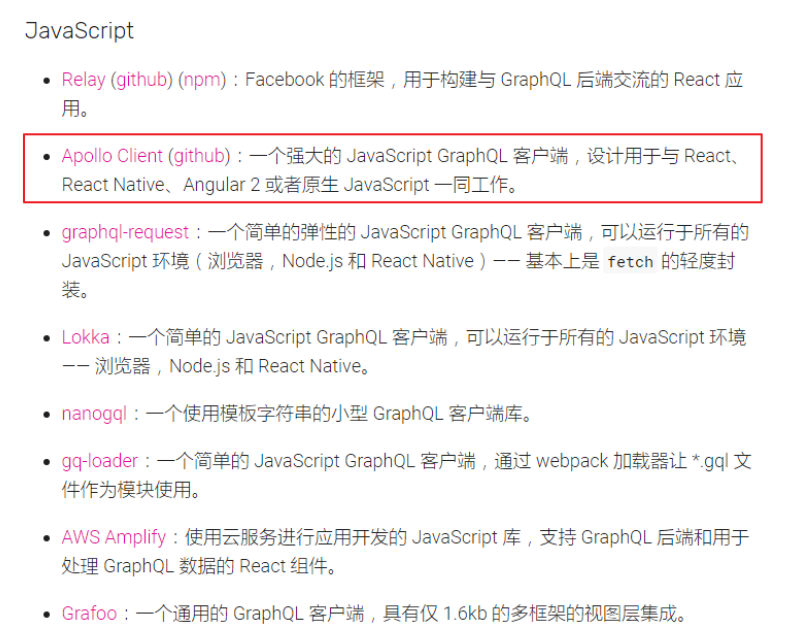 JavaScript
Relay (github) (npm)：Facebook 的框架，用于构建与 GraphQL 后端交流的 React 应
用。
Apollo Client (github)：一个强大的 JavaScript GraphQL 客户端，设计用于与 React、
React Native、Angular 2 或者原生 JavaScript 一同工作。
graphql-request：一个简单的弹性的 JavaScript GraphQL 客户端，可以运行于所有的
JavaScript 环境（浏览器，Node.js 和 React Native）—— 基本上是 fetch 的轻度封
装。
Lokka：一个简单的 JavaScript GraphQL 客户端，可以运行于所有的 JavaScript 环境
—— 浏览器，Node.js 和 React Native。
nanogql：一个使用模板字符串的小型 GraphQL 客户端库。
gq-loader：一个简单的 JavaScript GraphQL 客户端，通过 webpack 加载器让 *.gql 文
件作为模块使用。
AWS Amplify：使用云服务进行应用开发的 JavaScript 库，支持 GraphQL 后端和用于
处理 GraphQL 数据的 React 组件。
Grafoo：一个通用的 GraphQL 客户端，具有仅 1.6kb 的多框架的视图层集成。